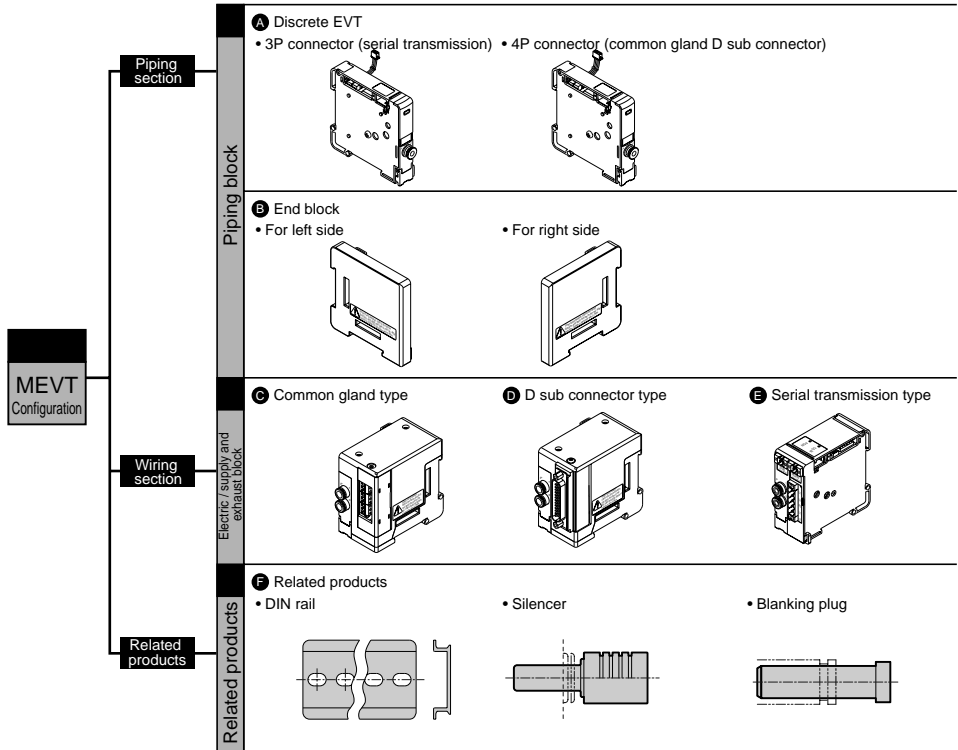 MEVT
Configuration
Piping
section
Wiring
section
Related
products
Piping block
A Discrete EVT
• 3P connector (serial transmission) • 4P connector (common gland D sub connector)
B End block
• For left side • For right side
Electric / supply and
exhaust block
C Common gland type D D sub connector type E Serial transmission type
Related products
F Related products
• DIN rail • Silencer • Blanking plug